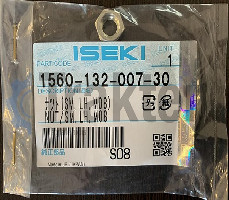 ISEKI
PART CODE
UNIT
1
1560-132-007-30
ナット(SW, LH, M08)
NUT/SW.LH.M08
S08